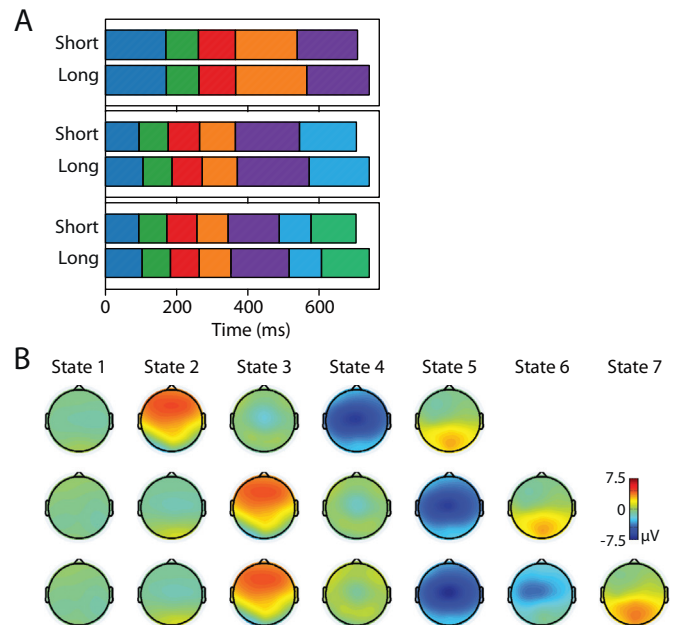 A
Short
Long
Short
Long
Short
Long
0 200 400 600
Time (ms)
B
State 1 State 2 State 3 State 4 State 5 State 6 State 7
7.5
0
-7.5 μV